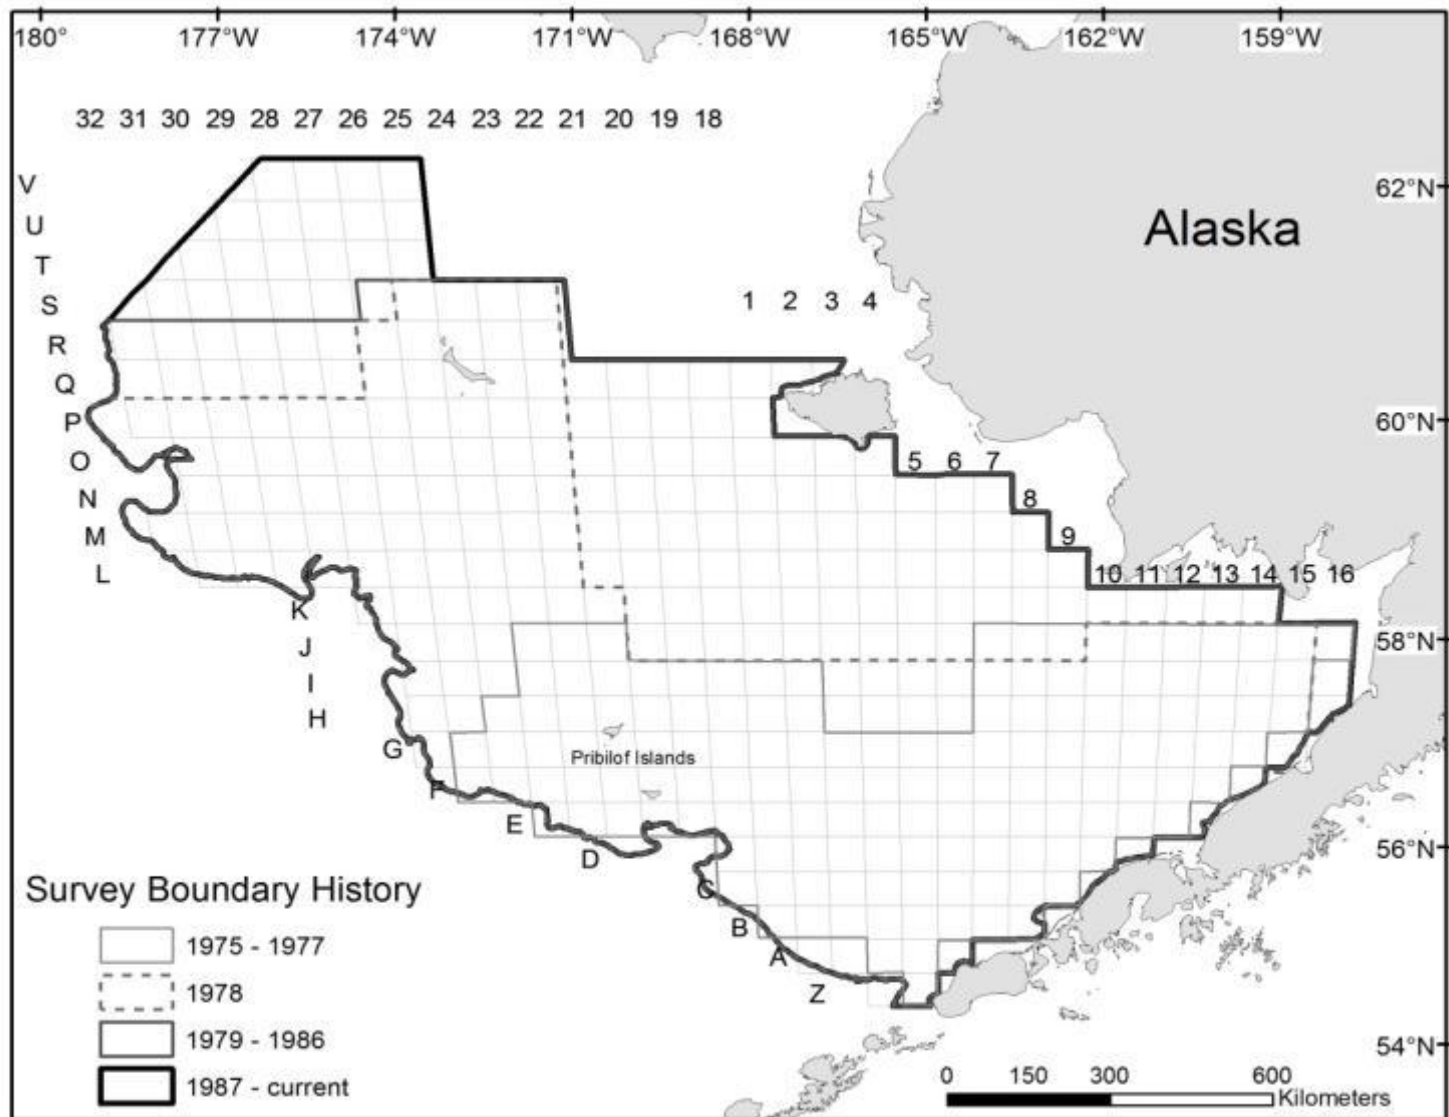 180° 177°W 174°W 171°W 168°W 165°W 162°W 159°W
32 31 30 29 28 27 26 25 24 23 22 21 20 19 18
V
62°N
U
Alaska
T
S
1 2 3 4
R
Q
P
60°N
O
5 6 7
N
8
M
9
L
10 11 12 13 14 15 16
K
J
58°N
I
H
G
Pribilof Islands
F
E
D
56°N
C
B
A
Z
Survey Boundary History
1975 - 1977
1978
1979 - 1986
1987 - current
54°N
0 150 300 600
Kilometers